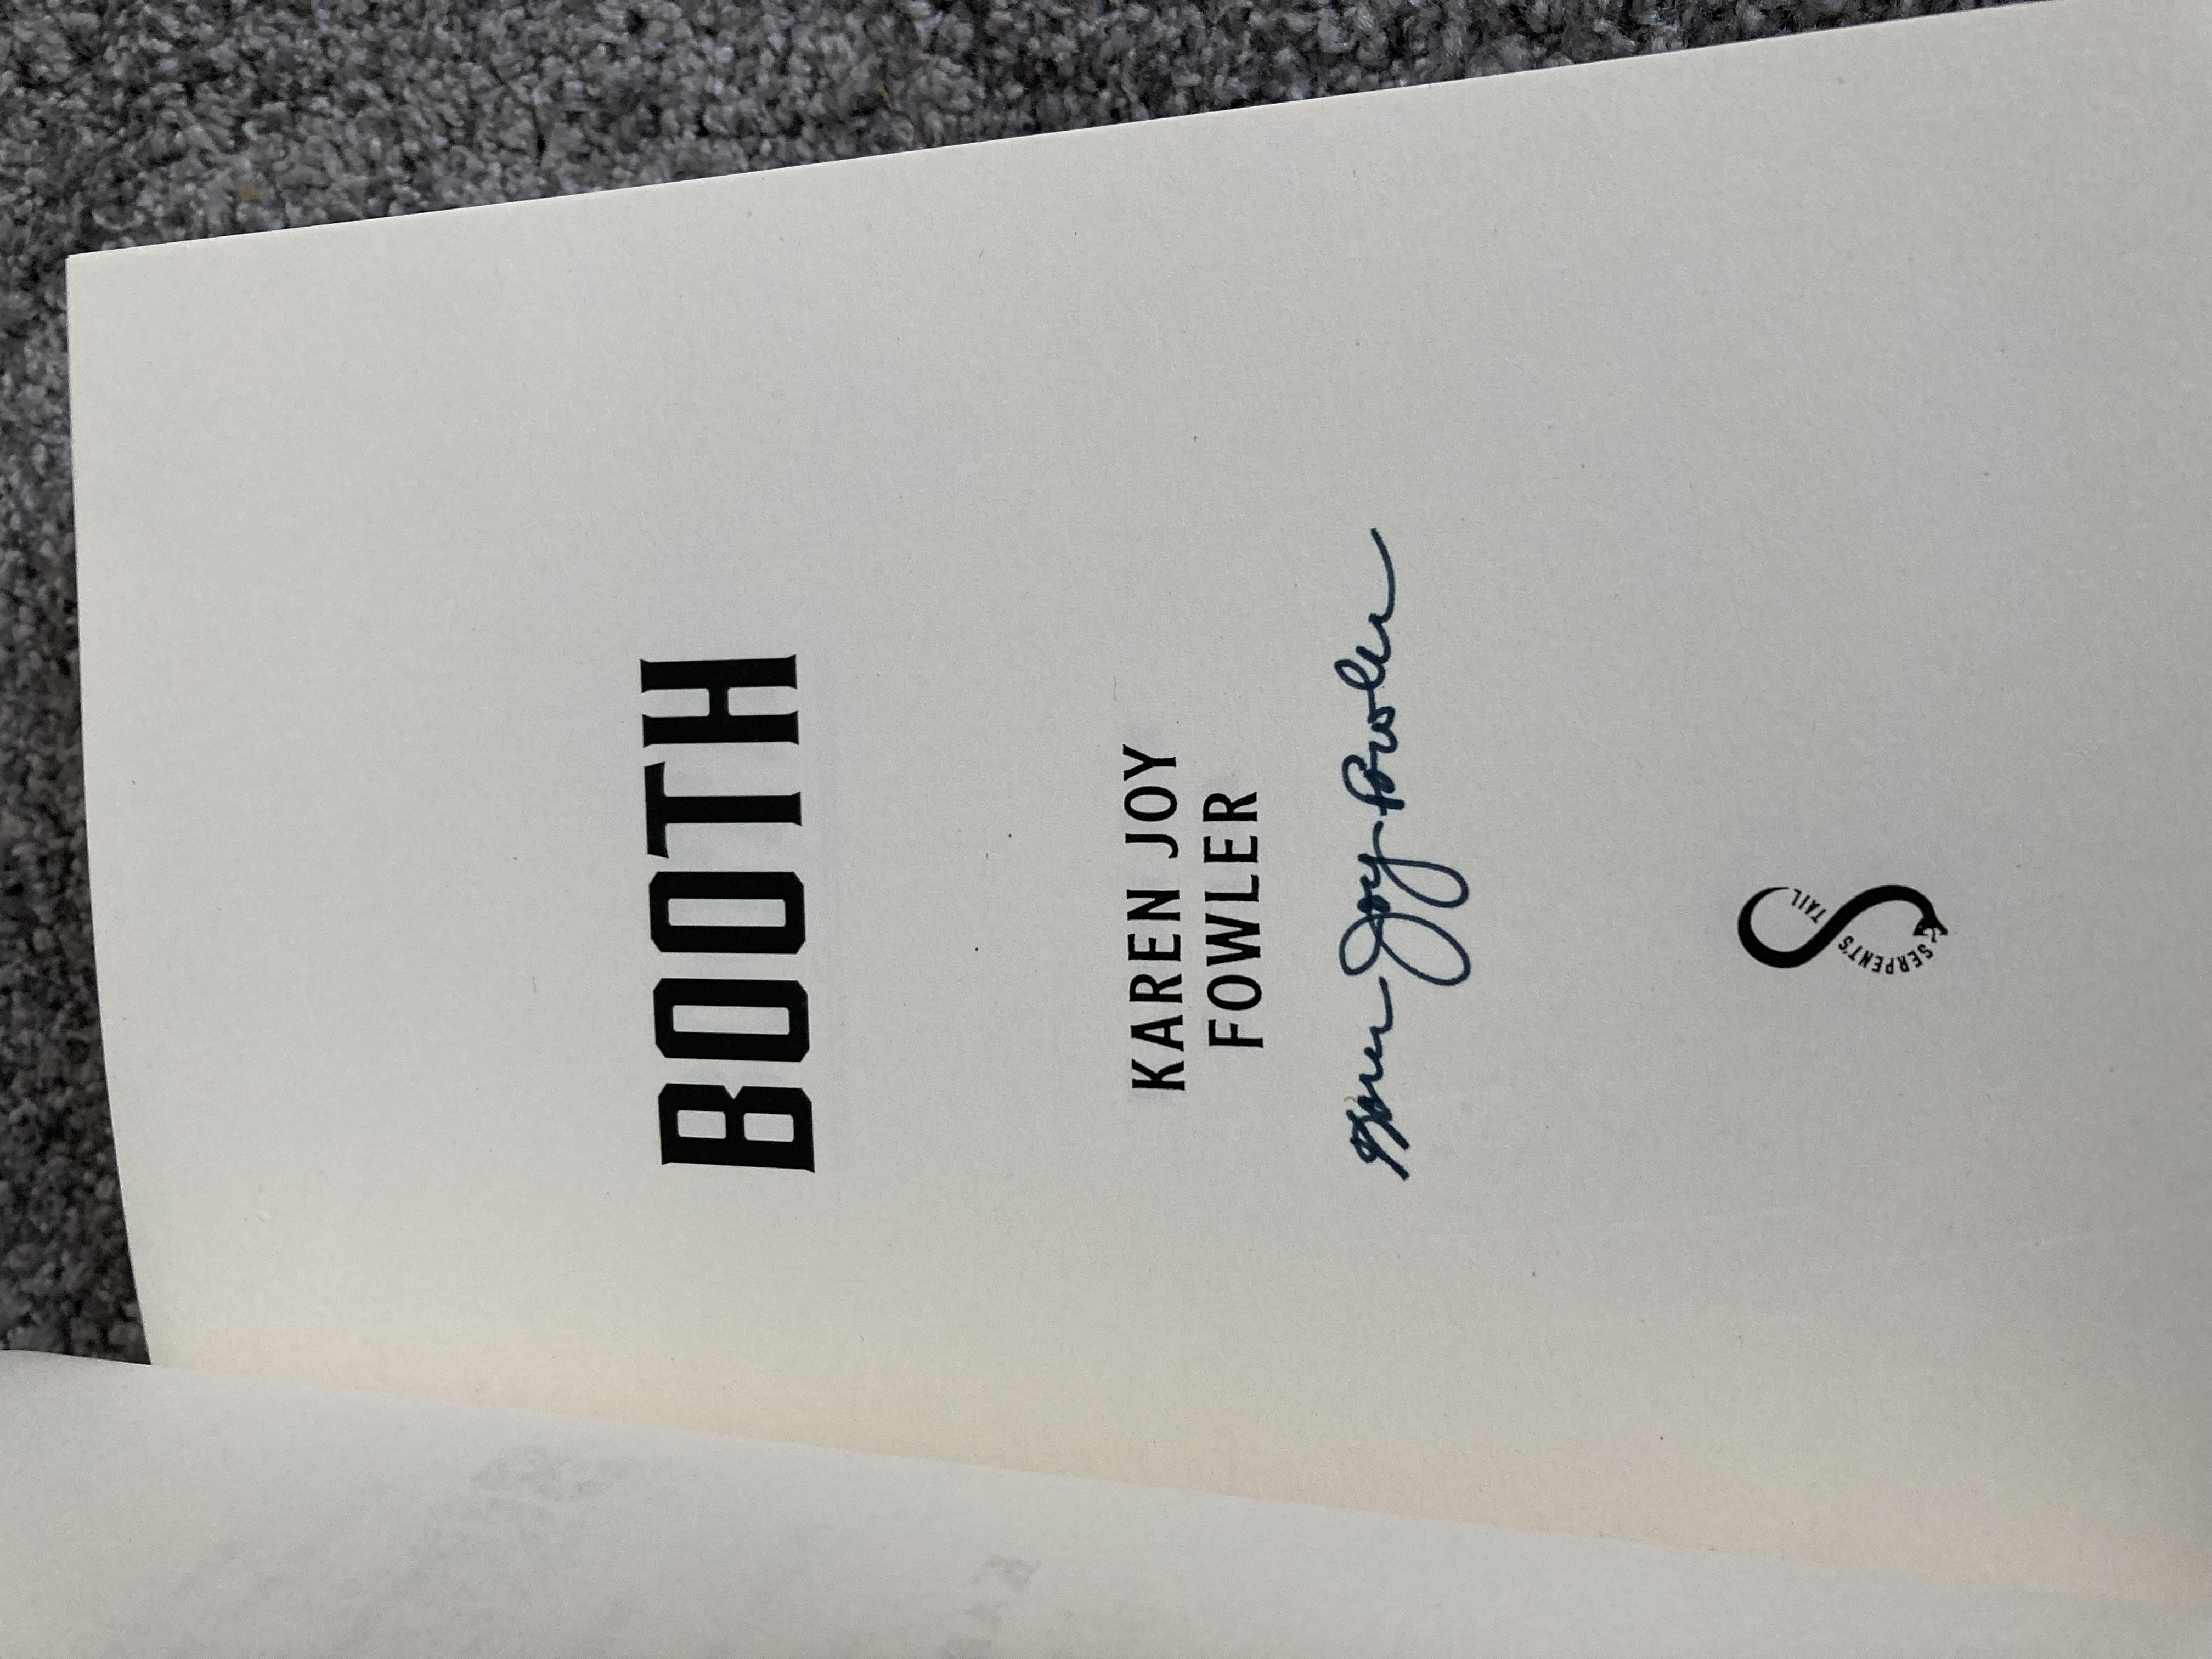 BOOTH
KAREN JOY
FOWLER
Karen Joy Fowler
SERPENT'S
TAIL